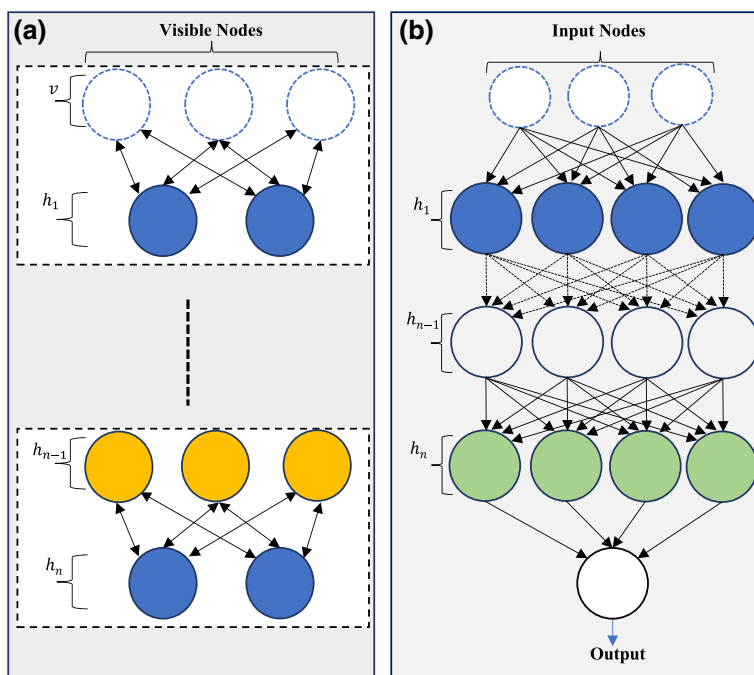 (a)
Visible Nodes
v
h₁
hₙ₋₁
hₙ
(b)
Input Nodes
h₁
hₙ₋₁
hₙ
Output